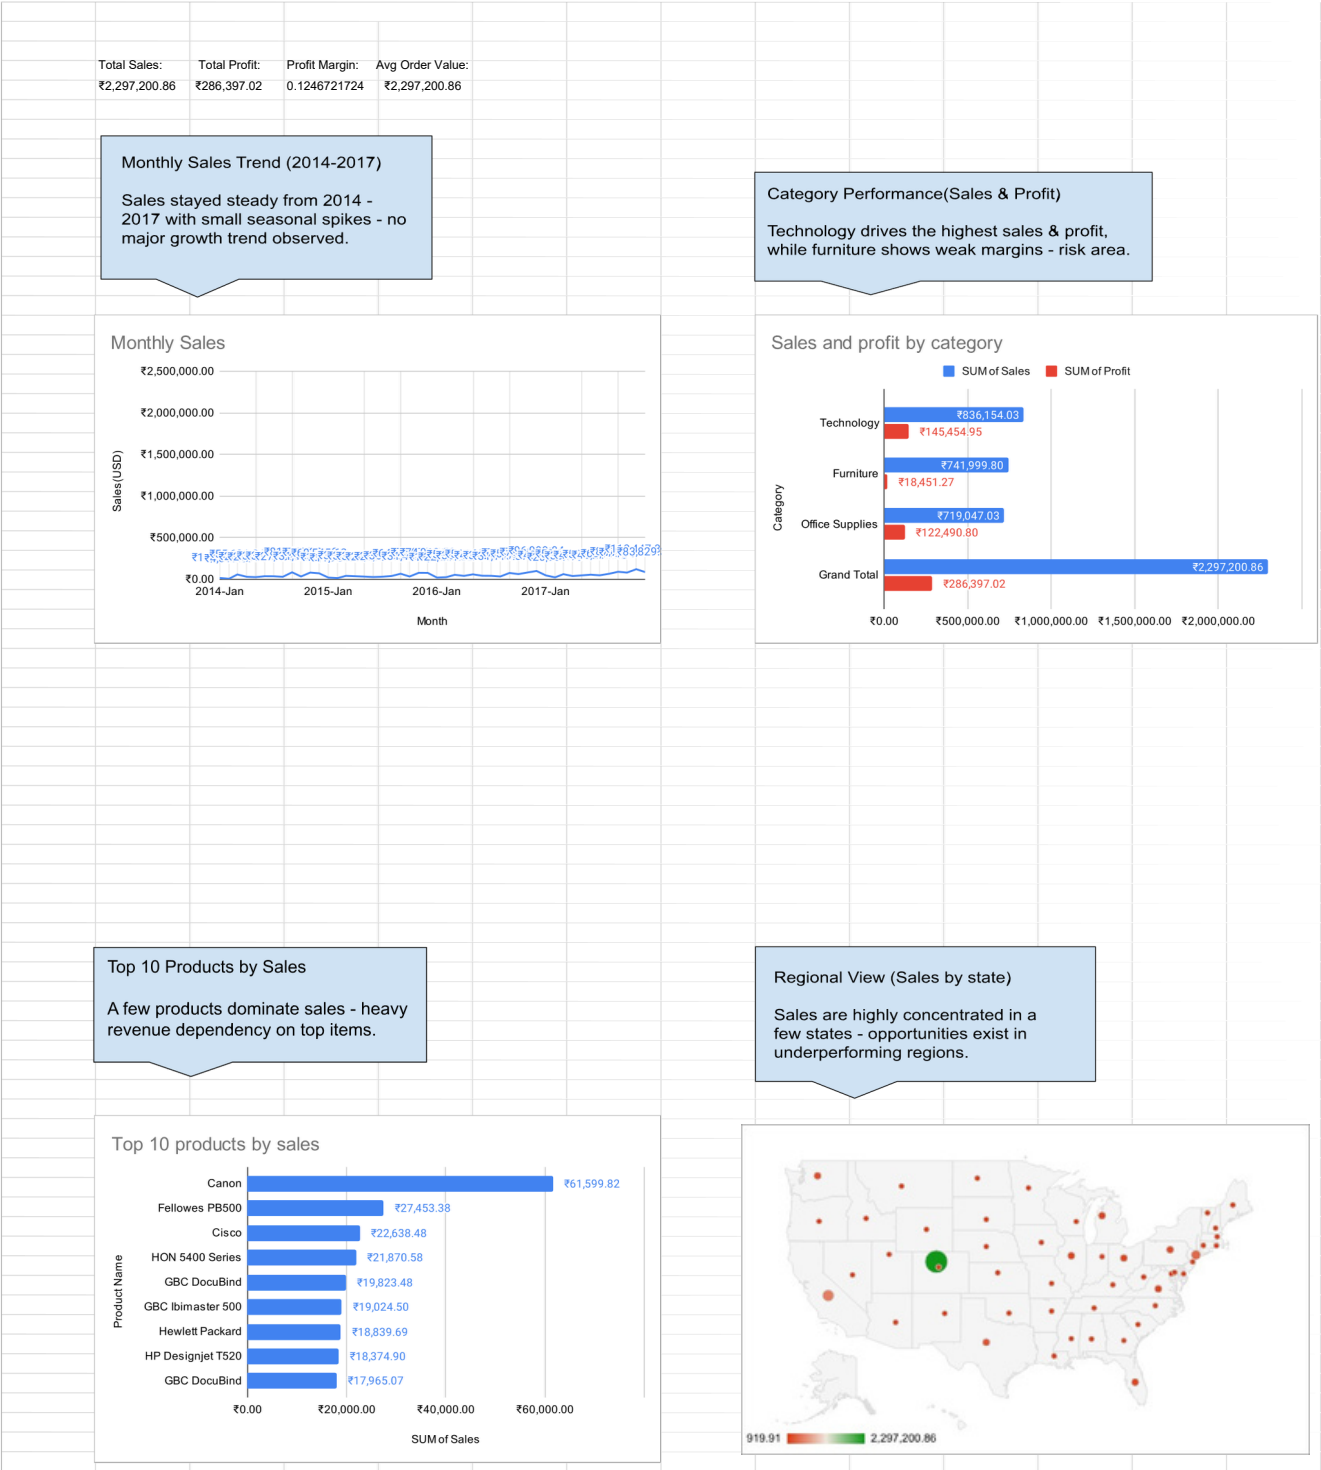 Total Sales: Total Profit: Profit Margin: Avg Order Value:
₹2,297,200.86 ₹286,397.02 0.1246721724 ₹2,297,200.86
Monthly Sales Trend (2014-2017)
Sales stayed steady from 2014 -
2017 with small seasonal spikes - no
major growth trend observed.
Category Performance(Sales & Profit)
Technology drives the highest sales & profit,
while furniture shows weak margins - risk area.
Monthly Sales
₹2,500,000.00
₹2,000,000.00
₹1,500,000.00
₹1,000,000.00
₹500,000.00
₹0.00
Sales(USD)
2014-Jan 2015-Jan 2016-Jan 2017-Jan
Month
Sales and profit by category
SUM of Sales SUM of Profit
Category
Technology ₹836,154.03
₹145,454.95
Furniture ₹741,999.80
₹18,451.27
Office Supplies ₹719,047.03
₹122,490.80
Grand Total ₹2,297,200.86
₹286,397.02
₹0.00 ₹500,000.00 ₹1,000,000.00 ₹1,500,000.00 ₹2,000,000.00
Top 10 Products by Sales
A few products dominate sales - heavy
revenue dependency on top items.
Regional View (Sales by state)
Sales are highly concentrated in a
few states - opportunities exist in
underperforming regions.
Top 10 products by sales
Product Name
Canon ₹61,599.82
Fellowes PB500 ₹27,453.38
Cisco ₹22,638.48
HON 5400 Series ₹21,870.58
GBC DocuBind ₹19,823.48
GBC Ibimaster 500 ₹19,024.50
Hewlett Packard ₹18,839.69
HP Designjet T520 ₹18,374.90
GBC DocuBind ₹17,965.07
₹0.00 ₹20,000.00 ₹40,000.00 ₹60,000.00
SUM of Sales
919.91 2,297,200.86